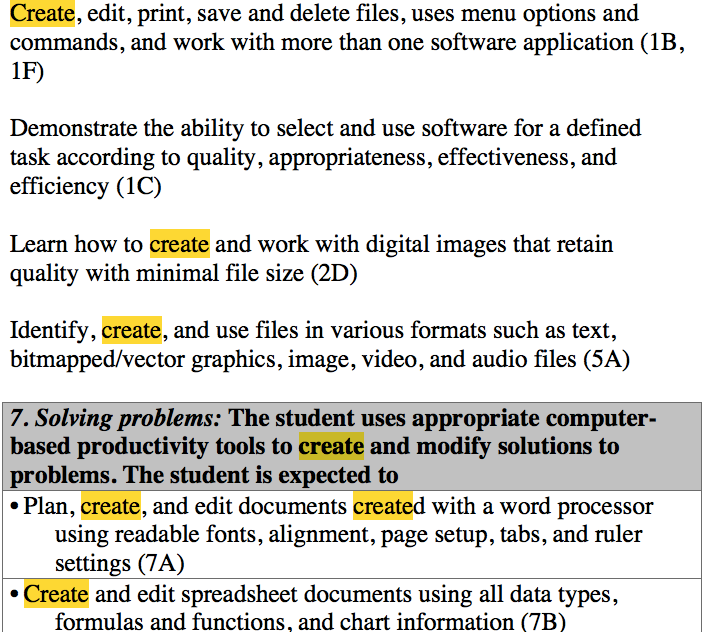 Create, edit, print, save and delete files, uses menu options and
commands, and work with more than one software application (1B,
1F)
Demonstrate the ability to select and use software for a defined
task according to quality, appropriateness, effectiveness, and
efficiency (1C)
Learn how to create and work with digital images that retain
quality with minimal file size (2D)
Identify, create, and use files in various formats such as text,
bitmapped/vector graphics, image, video, and audio files (5A)
7. Solving problems: The student uses appropriate computer-
based productivity tools to create and modify solutions to
problems. The student is expected to
• Plan, create, and edit documents created with a word processor
using readable fonts, alignment, page setup, tabs, and ruler
settings (7A)
• Create and edit spreadsheet documents using all data types,
formulas and functions, and chart information (7B)